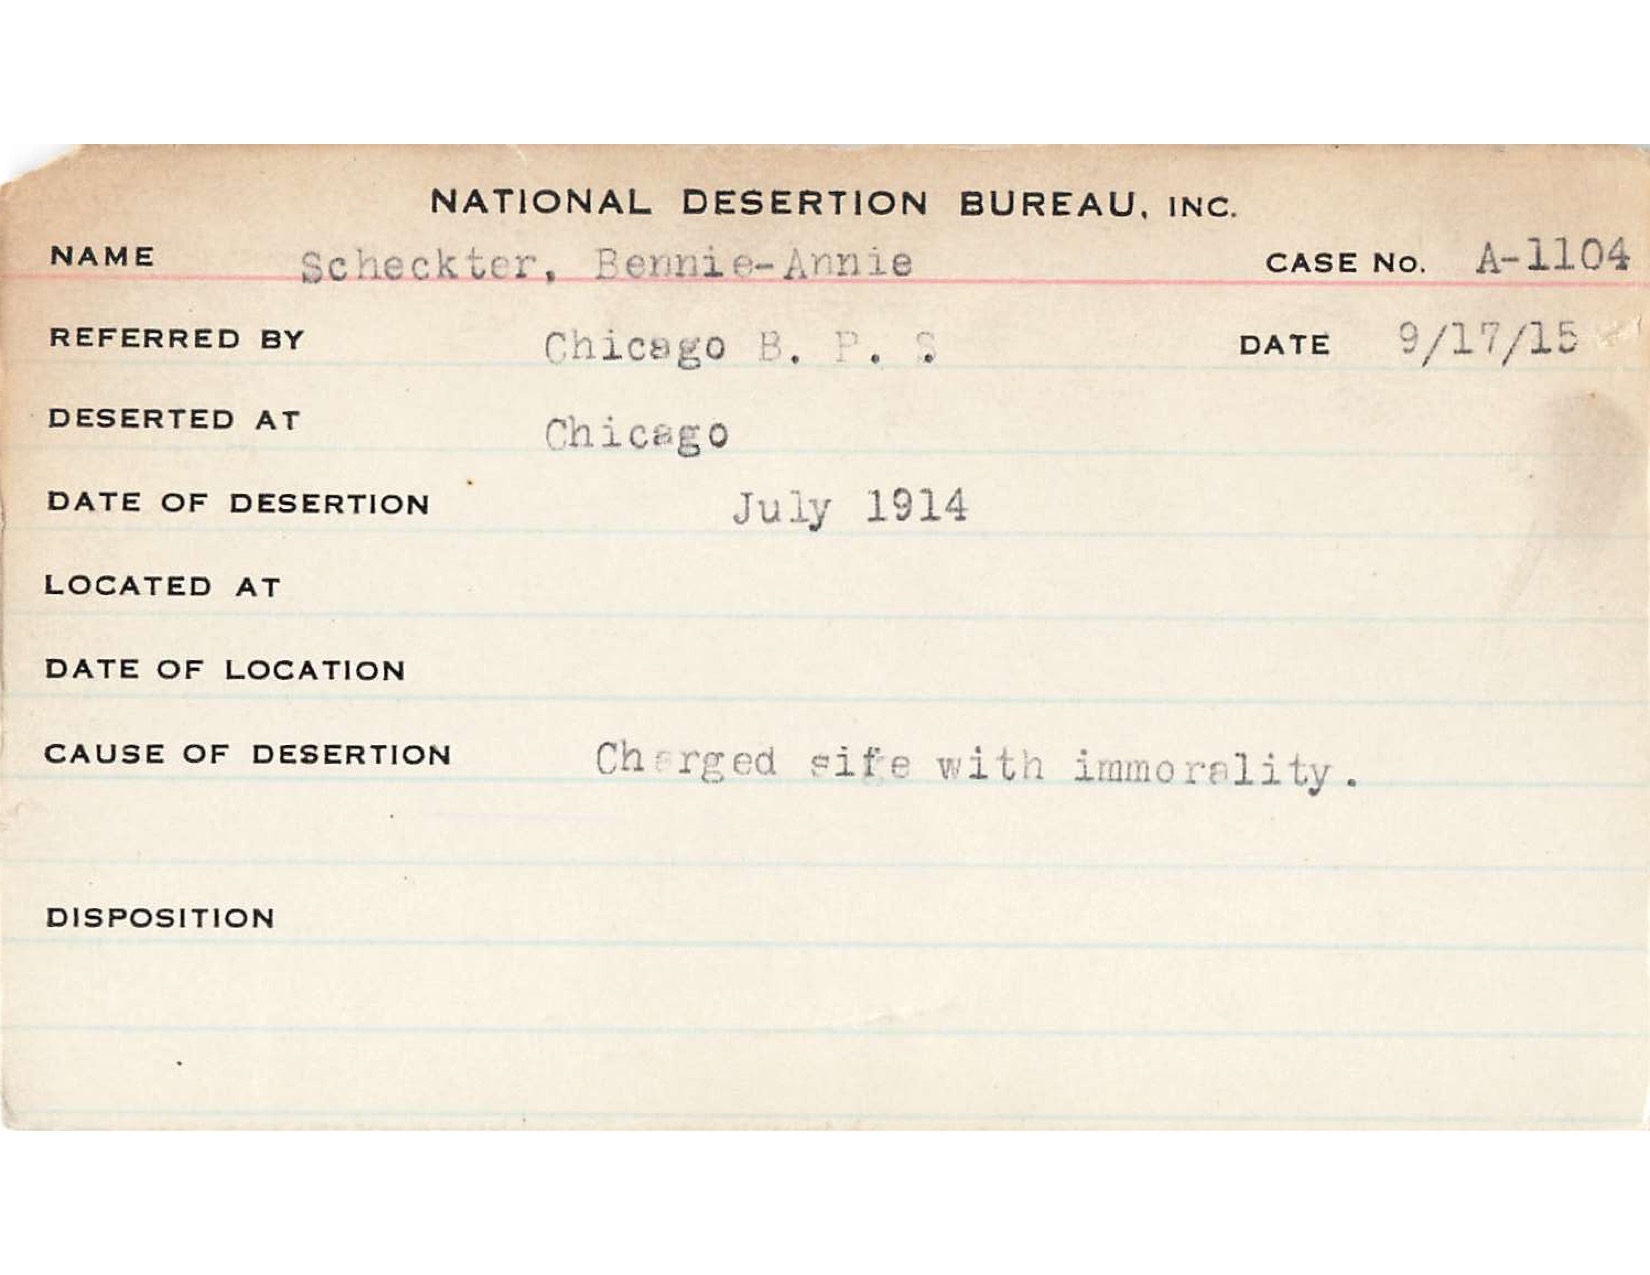 NATIONAL DESERTION BUREAU, INC.
NAME Scheckter, Bennie-Annie CASE No. A-1104
REFERRED BY Chicago B. P. S. DATE 9/17/15
DESERTED AT Chicago
DATE OF DESERTION July 1914
LOCATED AT
DATE OF LOCATION
CAUSE OF DESERTION Charged sife with immorality.
DISPOSITION